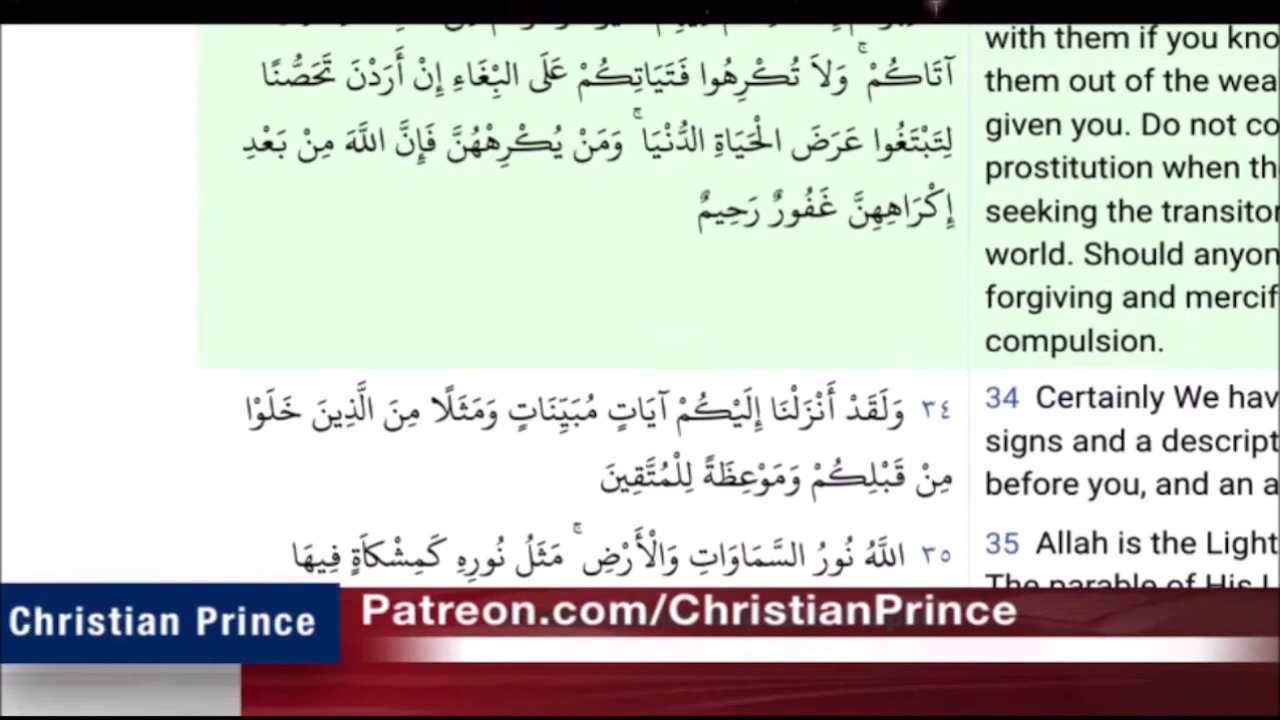 آتَاكُمْ ۚ وَلَا تُكْرِهُوا فَتَيَاتِكُمْ عَلَى الْبِغَاءِ إِنْ أَرَدْنَ تَحَصُّنًا
لِتَبْتَغُوا عَرَضَ الْحَيَاةِ الدُّنْيَا ۚ وَمَنْ يُكْرِهْهُنَّ فَإِنَّ اللَّهَ مِنْ بَعْدِ
إِكْرَاهِهِنَّ غَفُورٌ رَحِيمٌ
٣٤ وَلَقَدْ أَنْزَلْنَا إِلَيْكُمْ آيَاتٍ مُبَيِّنَاتٍ وَمَثَلًا مِنَ الَّذِينَ خَلَوْا
مِنْ قَبْلِكُمْ وَمَوْعِظَةً لِلْمُتَّقِينَ
٣٥ اللَّهُ نُورُ السَّمَاوَاتِ وَالْأَرْضِ ۚ مَثَلُ نُورِهِ كَمِشْكَاةٍ فِيهَا
with them if you kno
them out of the wea
given you. Do not co
prostitution when th
seeking the transitor
world. Should anyon
forgiving and mercif
compulsion.
34 Certainly We hav
signs and a descript
before you, and an a
35 Allah is the Light
The parable of His L
Christian Prince
Patreon.com/ChristianPrince